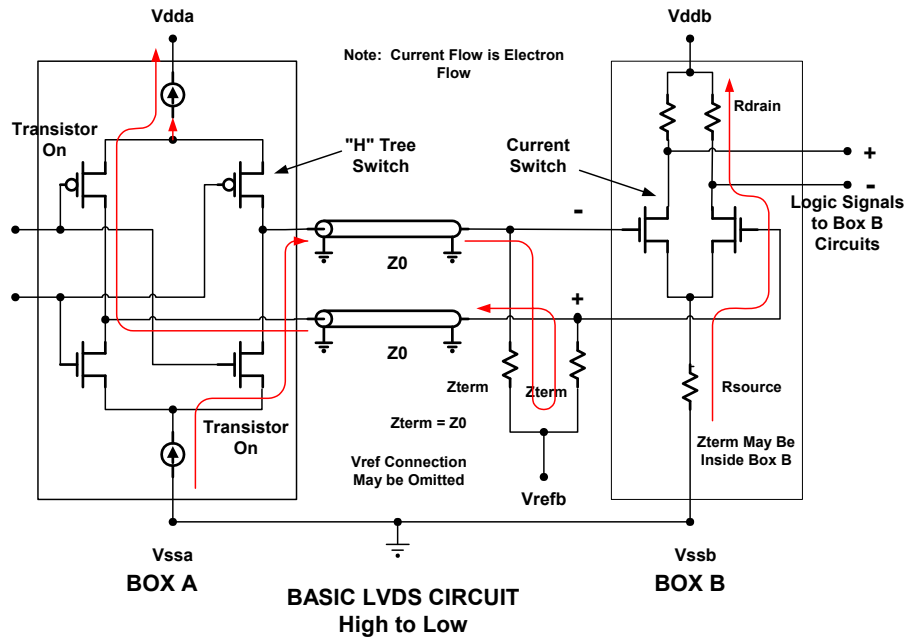 Vdda
Vddb
Note: Current Flow is Electron
Flow
Transistor
On
"H" Tree
Switch
Current
Switch
Rdrain
+
-
Logic Signals
to Box B
Circuits
-
Z0
+
Z0
Zterm
Zterm
Rsource
Transistor
On
Zterm = Z0
Zterm May Be
Inside Box B
Vref Connection
May be Omitted
Vrefb
Vssa
Vssb
BOX A
BOX B
BASIC LVDS CIRCUIT
High to Low